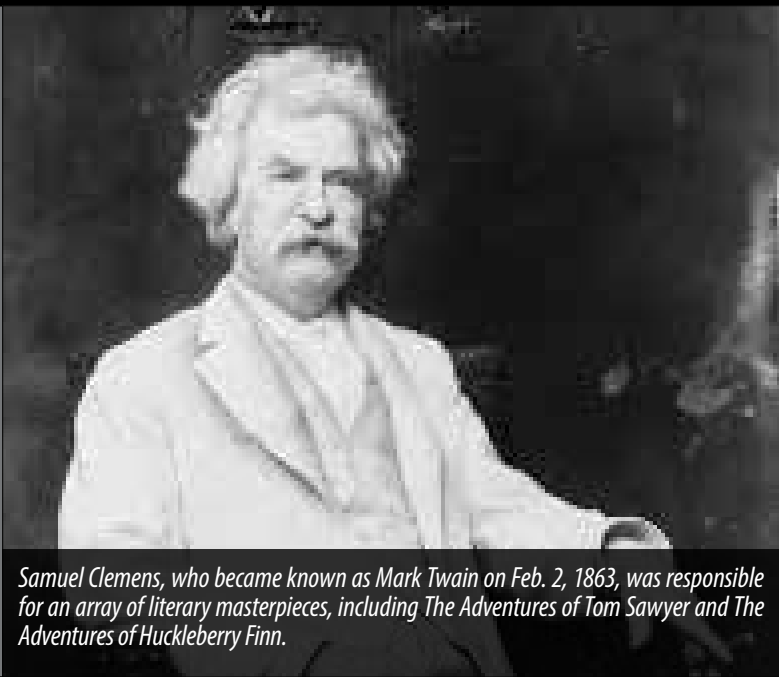 Samuel Clemens, who became known as Mark Twain on Feb. 2, 1863, was responsible
for an array of literary masterpieces, including The Adventures of Tom Sawyer and The
Adventures of Huckleberry Finn.